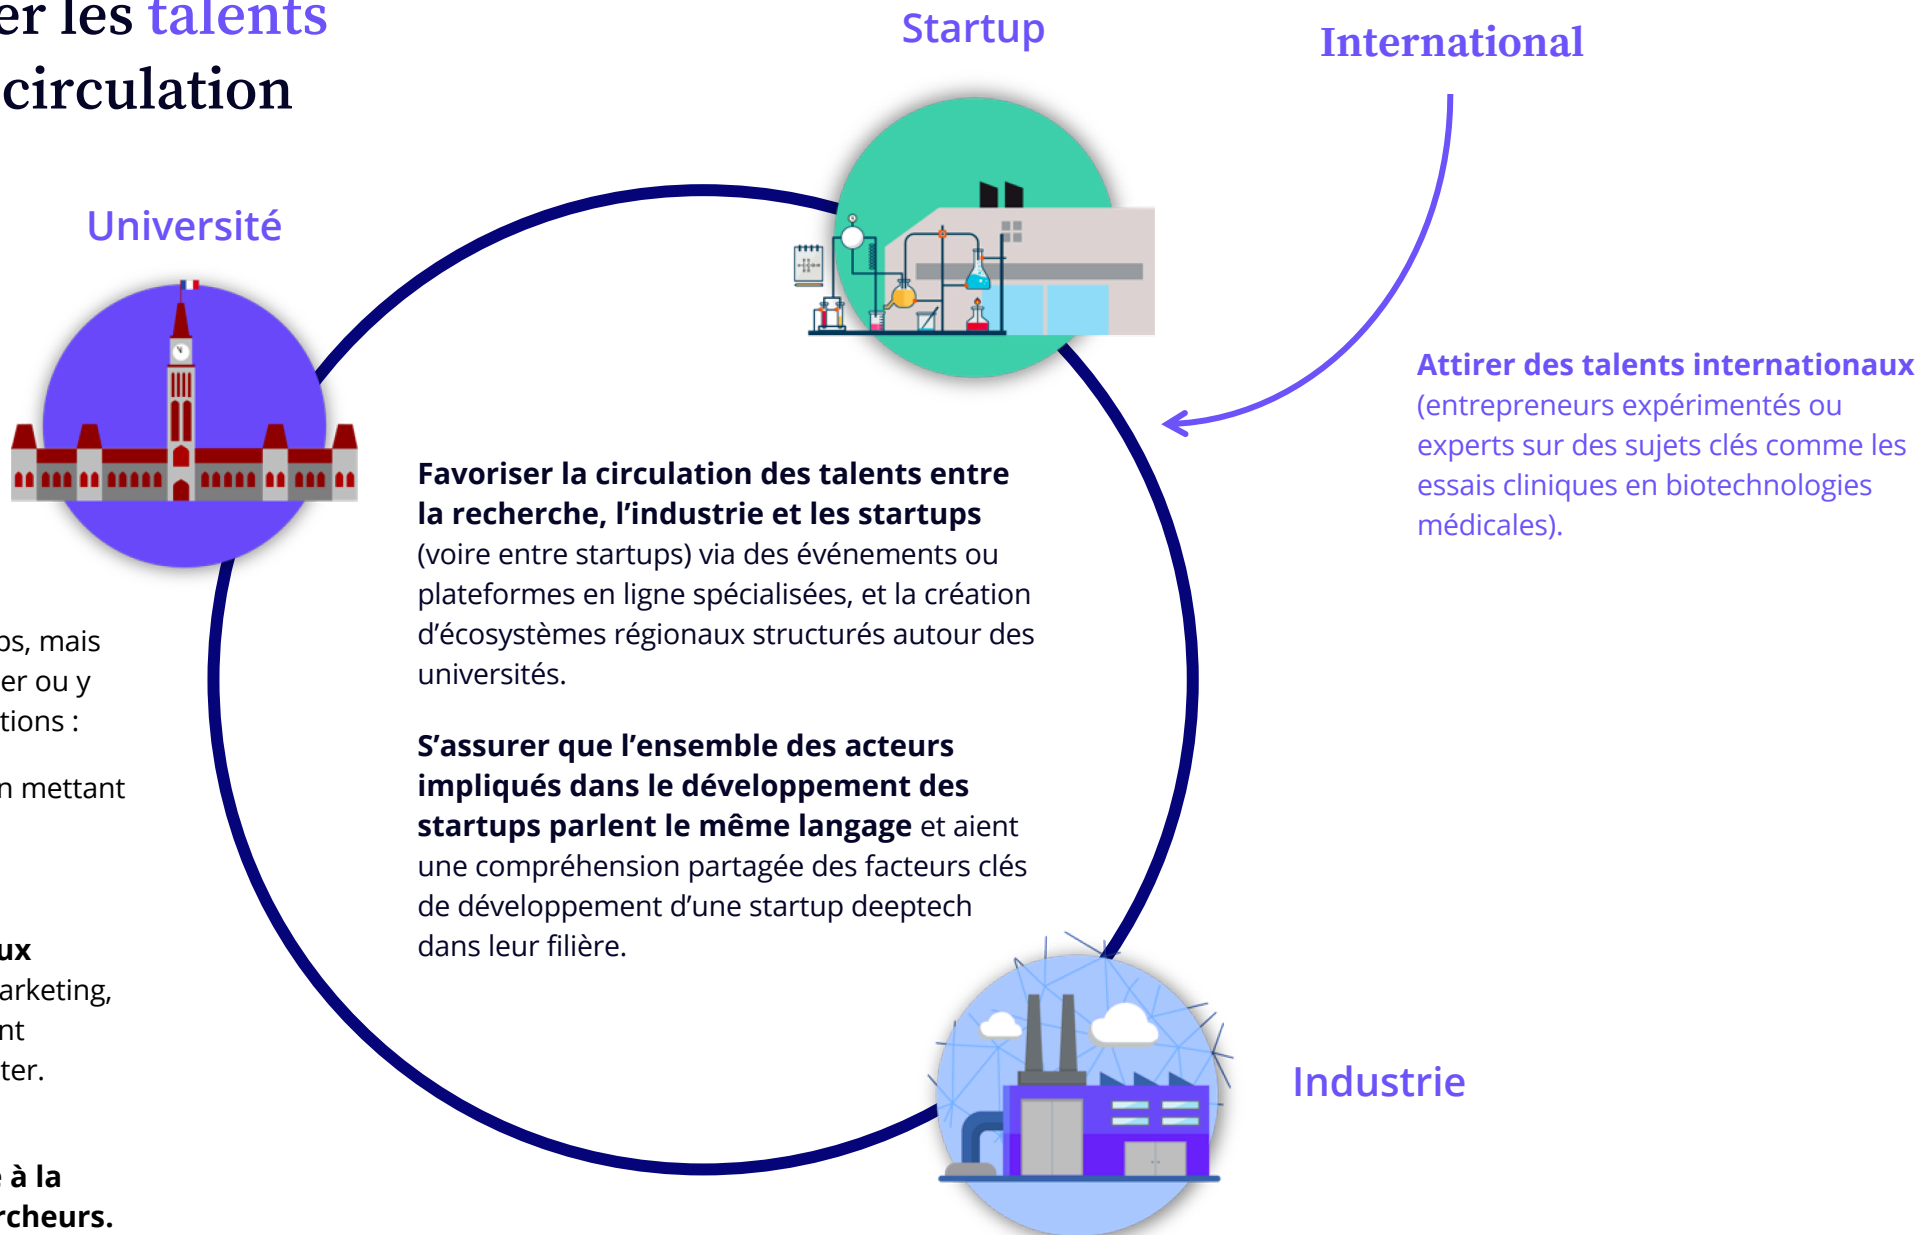 er les talents
circulation
Startup
International
Université
Attirer des talents internationaux
(entrepreneurs expérimentés ou
experts sur des sujets clés comme les
essais cliniques en biotechnologies
médicales).
Favoriser la circulation des talents entre
la recherche, l’industrie et les startups
(voire entre startups) via des événements ou
plateformes en ligne spécialisées, et la création
d’écosystèmes régionaux structurés autour des
universités.
S’assurer que l’ensemble des acteurs
impliqués dans le développement des
startups parlent le même langage et aient
une compréhension partagée des facteurs clés
de développement d’une startup deeptech
dans leur filière.
ps, mais
er ou y
tions :
n mettant
ux
arketing,
nt
ter.
e à la
rcheurs.
Industrie